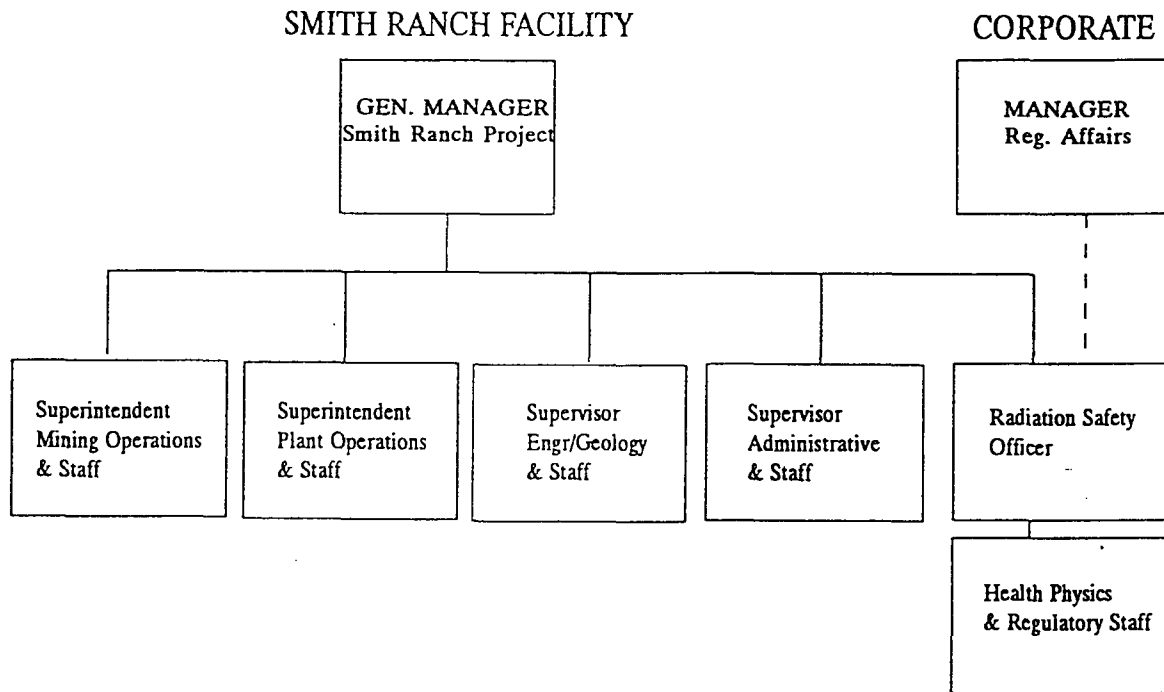 SMITH RANCH FACILITY
CORPORATE
GEN. MANAGER
Smith Ranch Project
MANAGER
Reg. Affairs
Superintendent
Mining Operations
& Staff
Superintendent
Plant Operations
& Staff
Supervisor
Engr/Geology
& Staff
Supervisor
Administrative
& Staff
Radiation Safety
Officer
Health Physics
& Regulatory Staff